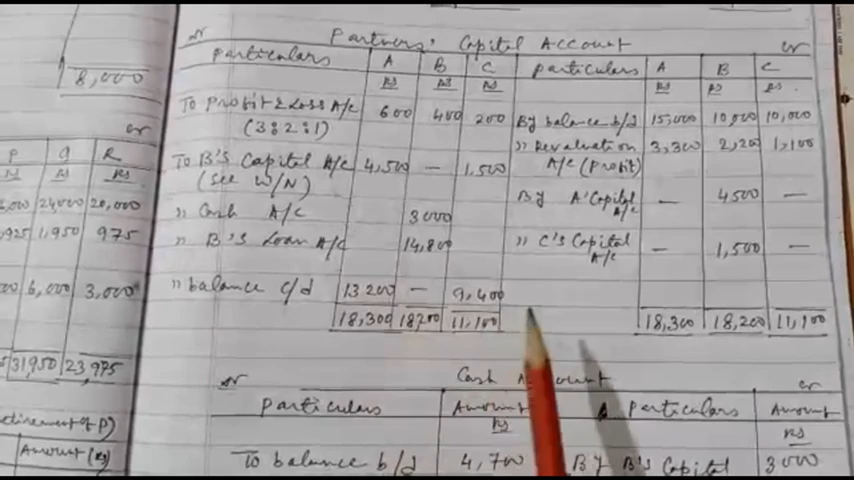 8,000
cr
P Q R
Rs Rs Rs
24,000 20,000
925 1,950 975
6,000 3,000
31,950 23,975
Retirement of P)
Amount (Rs)
Partners' Capital Account
Dr Cr
Particulars A B C Particulars A B C
Rs Rs Rs Rs Rs Rs
To Profit & Loss A/c 600 400 200 By balance b/d 15,000 10,000 10,000
(3:2:1) " Revaluation 3,300 2,200 1,100
To B's Capital A/c 4,500 — 1,500 A/c (Profit)
(See W/N) By A' Capital A/c — 4500 —
" Cash A/c 3000
" B's Loan A/c 14,800 " C's Capital A/c — 1,500 —
" balance c/d 13200 — 9,400
18,300 18200 11,100 18,300 18,200 11,100
Dr Cash Account Cr
Particulars Amount Particulars Amount
Rs Rs
To balance b/d 4,700 By B's Capital 3000